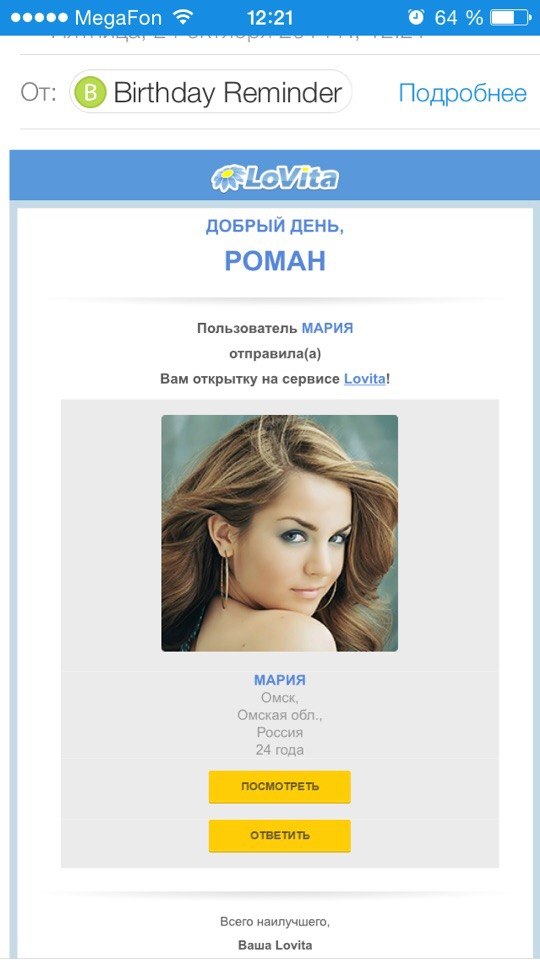 MegaFon 12:21 64 %
От: B Birthday Reminder Подробнее
LoVita
ДОБРЫЙ ДЕНЬ,
РОМАН
Пользователь МАРИЯ
отправила(а)
Вам открытку на сервисе Lovita!
МАРИЯ
Омск,
Омская обл.,
Россия
24 года
ПОСМОТРЕТЬ
ОТВЕТИТЬ
Всего наилучшего,
Ваша Lovita